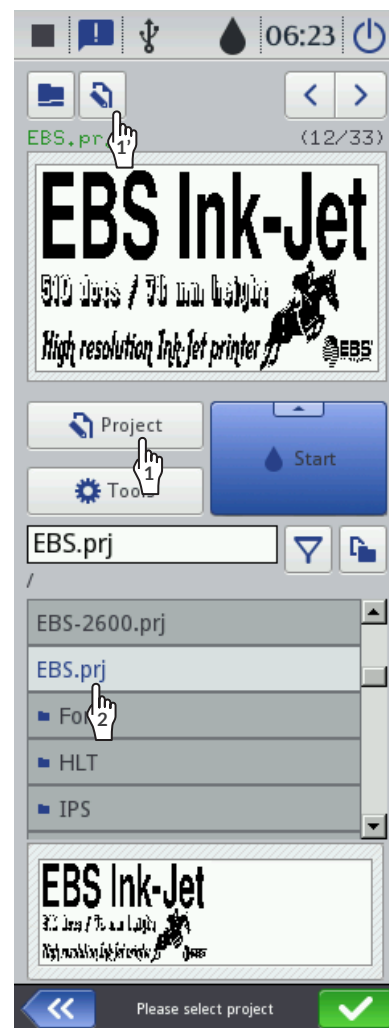 06:23
EBS.prj (12/33)
1'
EBS Ink-Jet
High resolution Ink-Jet printer EBS
Project
1
Start
Tools
EBS.prj
/
EBS-2600.prj
EBS.prj
2
HLT
IPS
EBS Ink-Jet
Please select project